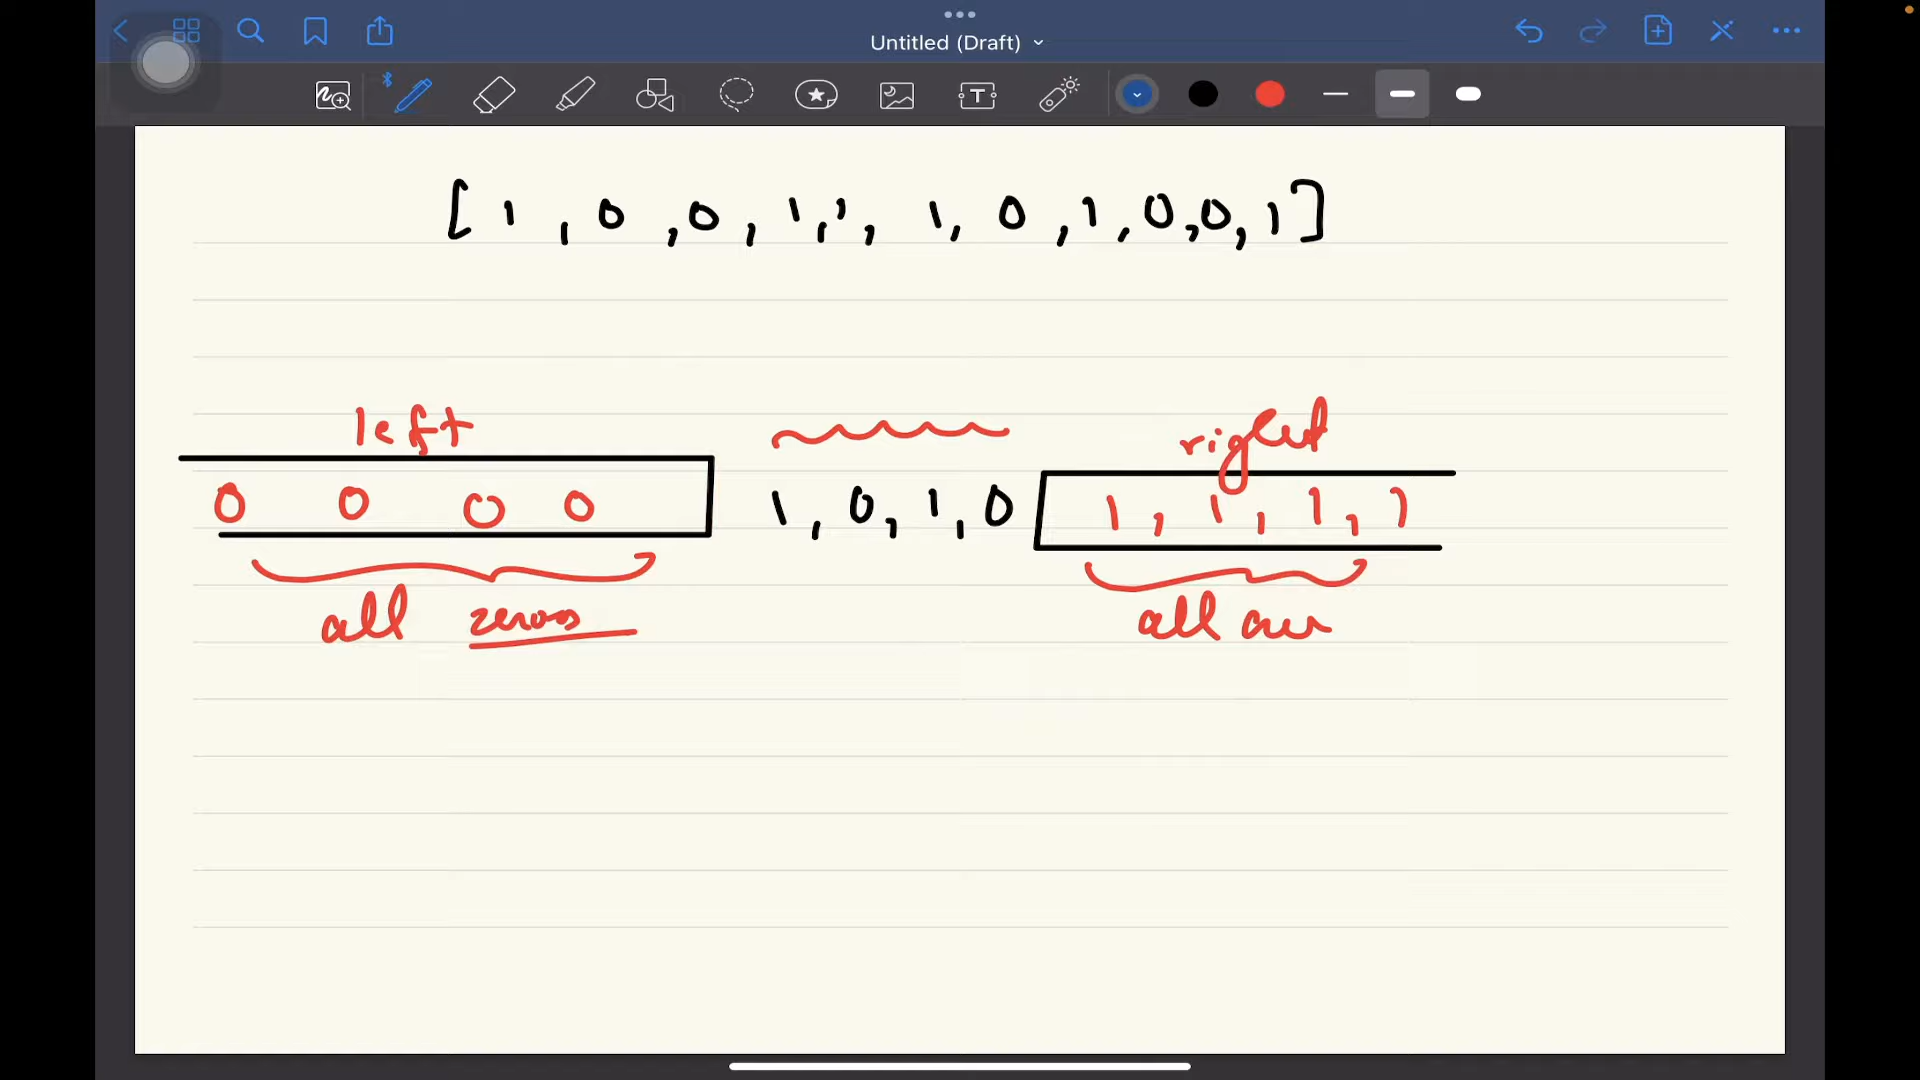 Untitled (Draft)
[1, 0, 0, 1, 1, 1, 0, 1, 0, 0, 1]
left
right
0 0 0 0 1, 0, 1, 0 1, 1, 1, 1
all zeros
all